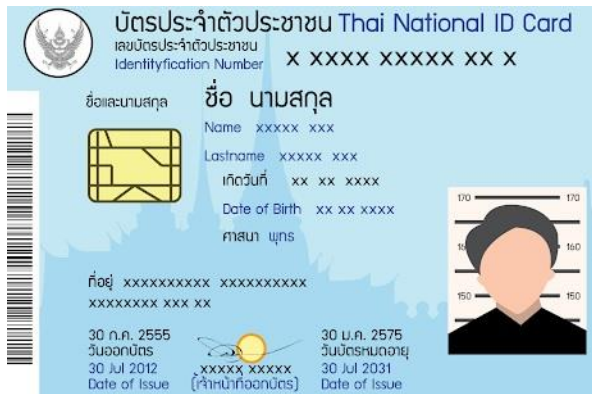 บัตรประจำตัวประชาชน Thai National ID Card
เลขบัตรประจำตัวประชาชน
Identityfication Number X XXXX XXXXX XX X
ชื่อและนามสกุล ชื่อ นามสกุล
Name xxxxx xxx
Lastname xxxxx xxx
เกิดวันที่ xx xx xxxx
Date of Birth xx xx xxxx
ศาสนา พุทธ
170 170
160
150 150
ที่อยู่ xxxxxxxxxx xxxxxxxxxx
xxxxxxxx xxx xx
30 ก.ค. 2555
วันออกบัตร
30 Jul 2012
Date of Issue
xxxxx xxxxx
(เจ้าหน้าที่ออกบัตร)
30 ม.ค. 2575
วันบัตรหมดอายุ
30 Jul 2031
Date of Issue